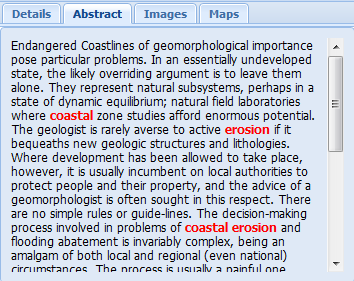 Details Abstract Images Maps
Endangered Coastlines of geomorphological importance
pose particular problems. In an essentially undeveloped
state, the likely overriding argument is to leave them
alone. They represent natural subsystems, perhaps in a
state of dynamic equilibrium; natural field laboratories
where coastal zone studies afford enormous potential.
The geologist is rarely averse to active erosion if it
bequeaths new geologic structures and lithologies.
Where development has been allowed to take place,
however, it is usually incumbent on local authorities to
protect people and their property, and the advice of a
geomorphologist is often sought in this respect. There
are no simple rules or guide-lines. The decision-making
process involved in problems of coastal erosion and
flooding abatement is invariably complex, being an
amalgam of both local and regional (even national)
circumstances. The process is usually a painful one